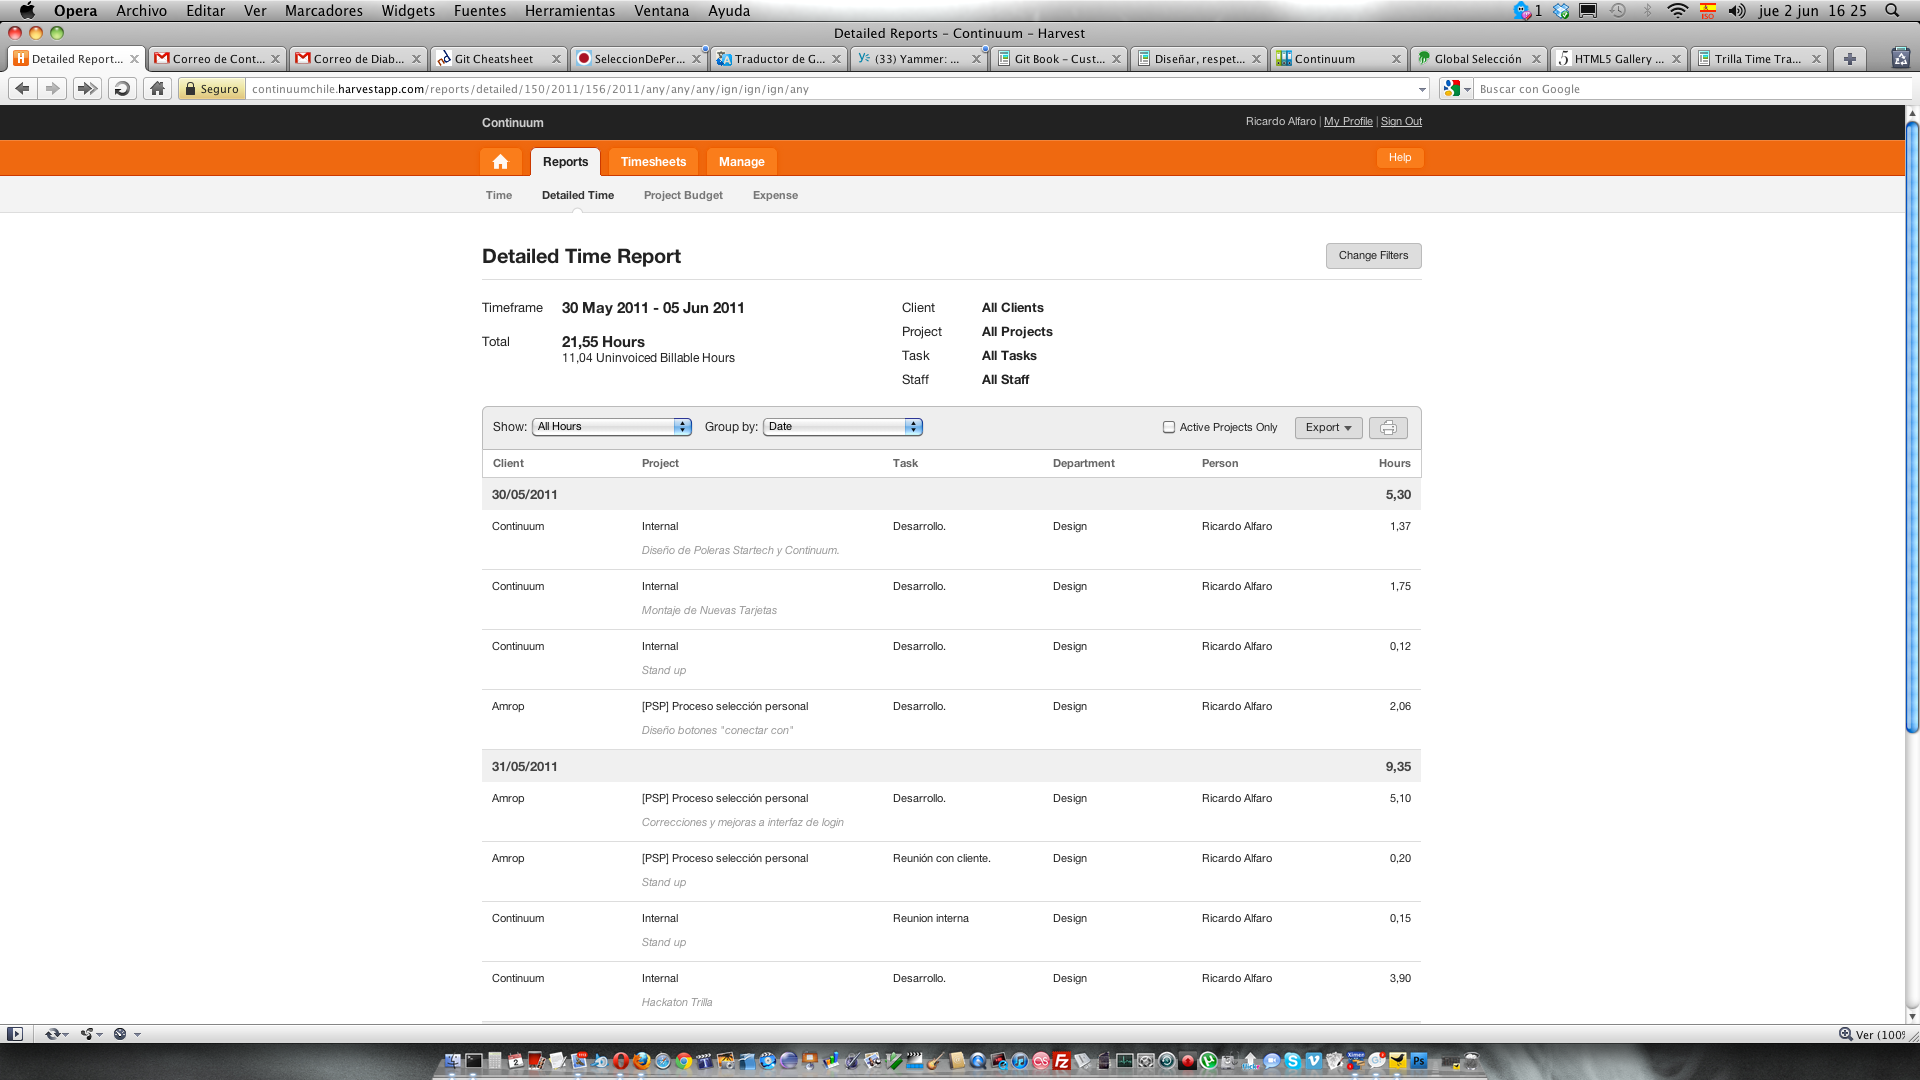 Opera Archivo Editar Ver Marcadores Widgets Fuentes Herramientas Ventana Ayuda 1 ISO jue 2 jun 16 25
Detailed Reports – Continuum – Harvest
Detailed Report... Correo de Cont... Correo de Diab... Git Cheatsheet SeleccionDePer... Traductor de G... (33) Yammer: ... Git Book – Cust... Diseñar, respet... Continuum Global Selección HTML5 Gallery ... Trilla Time Tra...
Seguro continuumchile.harvestapp.com/reports/detailed/150/2011/156/2011/any/any/any/ign/ign/ign/any Buscar con Google
Continuum Ricardo Alfaro | My Profile | Sign Out
Reports Timesheets Manage Help
Time Detailed Time Project Budget Expense
Detailed Time Report Change Filters
Timeframe 30 May 2011 - 05 Jun 2011 Client All Clients
Project All Projects
Total 21,55 Hours
11,04 Uninvoiced Billable Hours Task All Tasks
Staff All Staff
Show: All Hours Group by: Date Active Projects Only Export
Client Project Task Department Person Hours
30/05/2011 5,30
Continuum Internal Desarrollo. Design Ricardo Alfaro 1,37
Diseño de Poleras Startech y Continuum.
Continuum Internal Desarrollo. Design Ricardo Alfaro 1,75
Montaje de Nuevas Tarjetas
Continuum Internal Desarrollo. Design Ricardo Alfaro 0,12
Stand up
Amrop [PSP] Proceso selección personal Desarrollo. Design Ricardo Alfaro 2,06
Diseño botones "conectar con"
31/05/2011 9,35
Amrop [PSP] Proceso selección personal Desarrollo. Design Ricardo Alfaro 5,10
Correcciones y mejoras a interfaz de login
Amrop [PSP] Proceso selección personal Reunión con cliente. Design Ricardo Alfaro 0,20
Stand up
Continuum Internal Reunion interna Design Ricardo Alfaro 0,15
Stand up
Continuum Internal Desarrollo. Design Ricardo Alfaro 3,90
Hackaton Trilla
Ver (100%